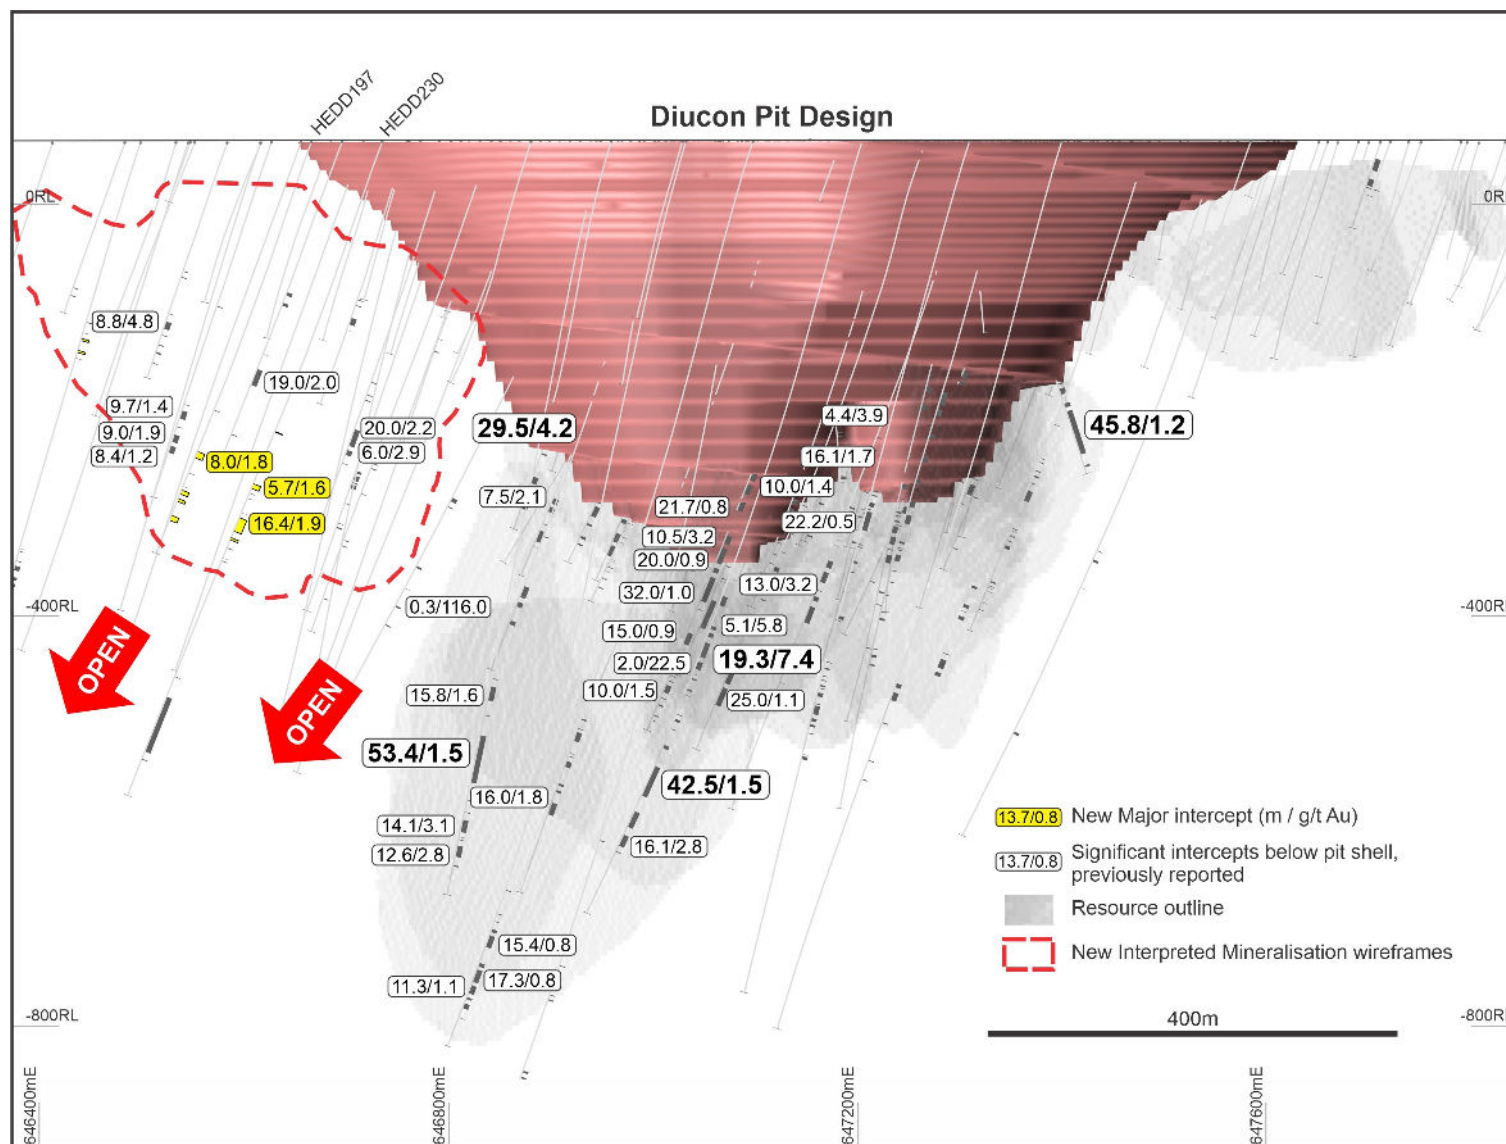 HEDD197
HEDD230
Diucon Pit Design
0RL
0R
8.8/4.8
19.0/2.0
9.7/1.4
9.0/1.9
8.4/1.2
20.0/2.2
6.0/2.9
8.0/1.8
5.7/1.6
16.4/1.9
29.5/4.2
7.5/2.1
4.4/3.9
16.1/1.7
10.0/1.4
21.7/0.8
22.2/0.5
10.5/3.2
20.0/0.9
45.8/1.2
32.0/1.0
13.0/3.2
-400RL
-400RL
0.3/116.0
15.0/0.9
5.1/5.8
2.0/22.5
19.3/7.4
10.0/1.5
25.0/1.1
OPEN
OPEN
15.8/1.6
53.4/1.5
42.5/1.5
16.0/1.8
14.1/3.1
12.6/2.8
16.1/2.8
15.4/0.8
17.3/0.8
11.3/1.1
13.7/0.8 New Major intercept (m / g/t Au)
13.7/0.8 Significant intercepts below pit shell,
previously reported
Resource outline
New Interpreted Mineralisation wireframes
400m
-800RL
-800RL
646400mE
646800mE
647200mE
647600mE